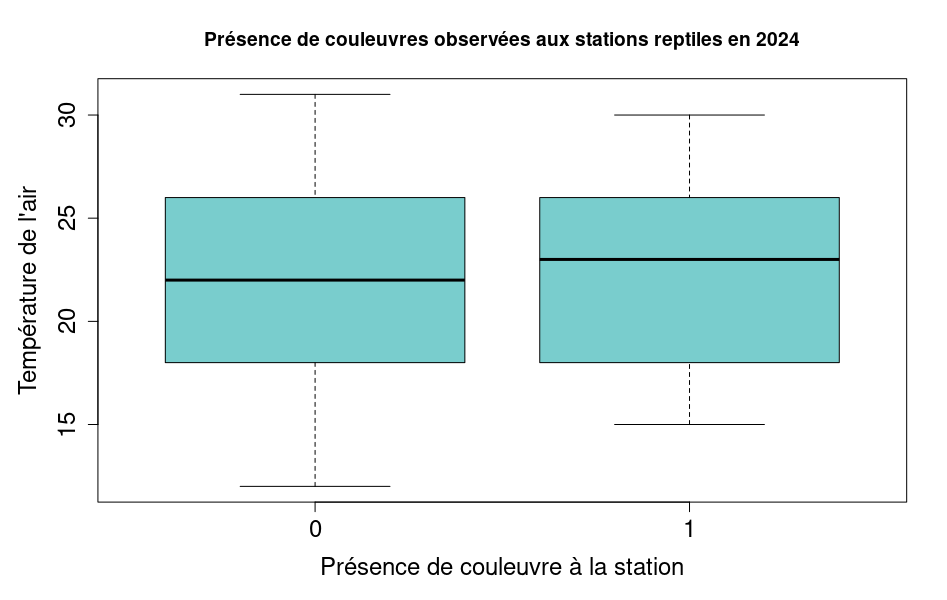 Présence de couleuvres observées aux stations reptiles en 2024
30
25
20
15
Température de l'air
0 1
Présence de couleuvre à la station